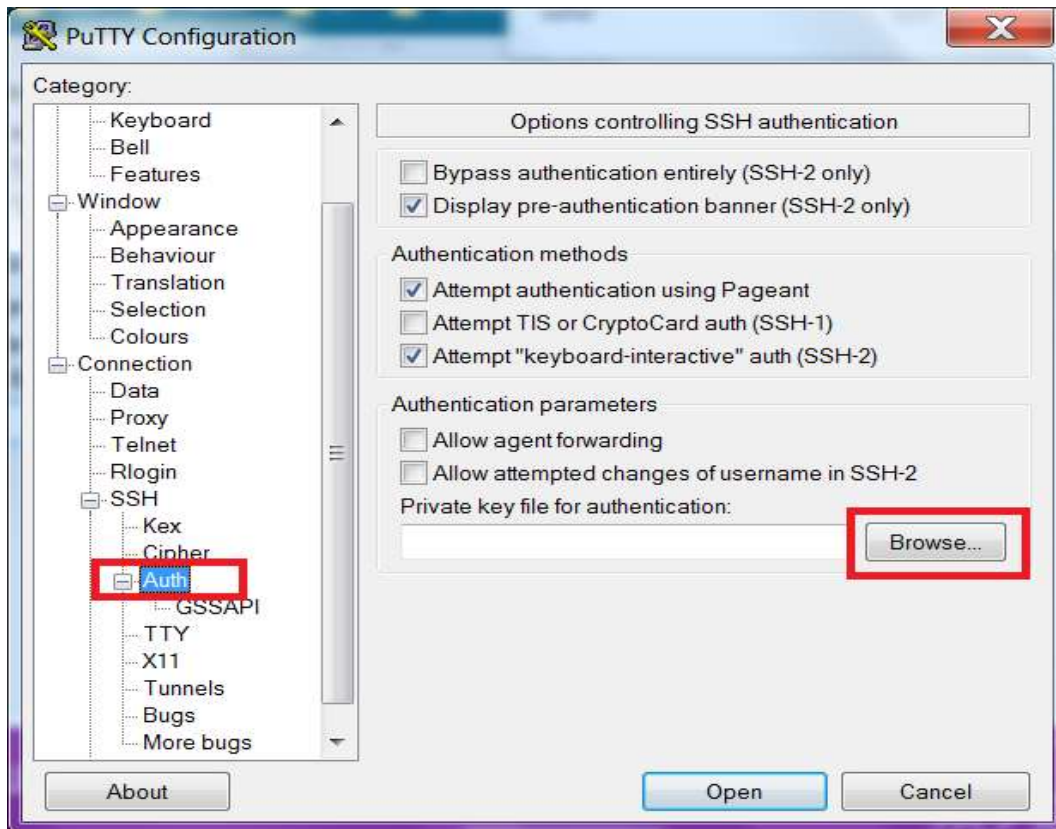 PuTTY Configuration
Category:
Keyboard
Bell
Features
Window
Appearance
Behaviour
Translation
Selection
Colours
Connection
Data
Proxy
Telnet
Rlogin
SSH
Kex
Cipher
Auth
GSSAPI
TTY
X11
Tunnels
Bugs
More bugs
Options controlling SSH authentication
Bypass authentication entirely (SSH-2 only)
Display pre-authentication banner (SSH-2 only)
Authentication methods
Attempt authentication using Pageant
Attempt TIS or CryptoCard auth (SSH-1)
Attempt "keyboard-interactive" auth (SSH-2)
Authentication parameters
Allow agent forwarding
Allow attempted changes of username in SSH-2
Private key file for authentication:
Browse...
About
Open
Cancel